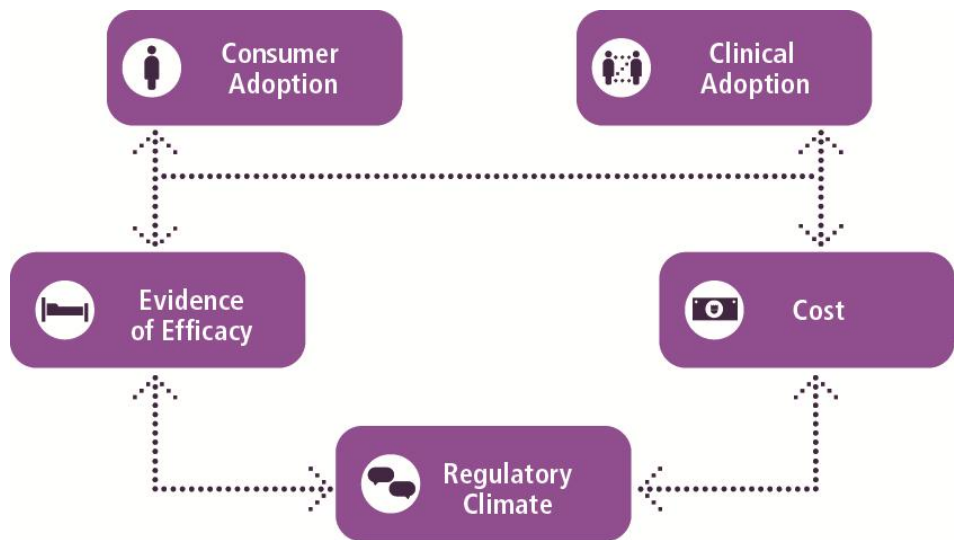 Consumer
Adoption
Clinical
Adoption
Evidence
of Efficacy
Cost
Regulatory
Climate